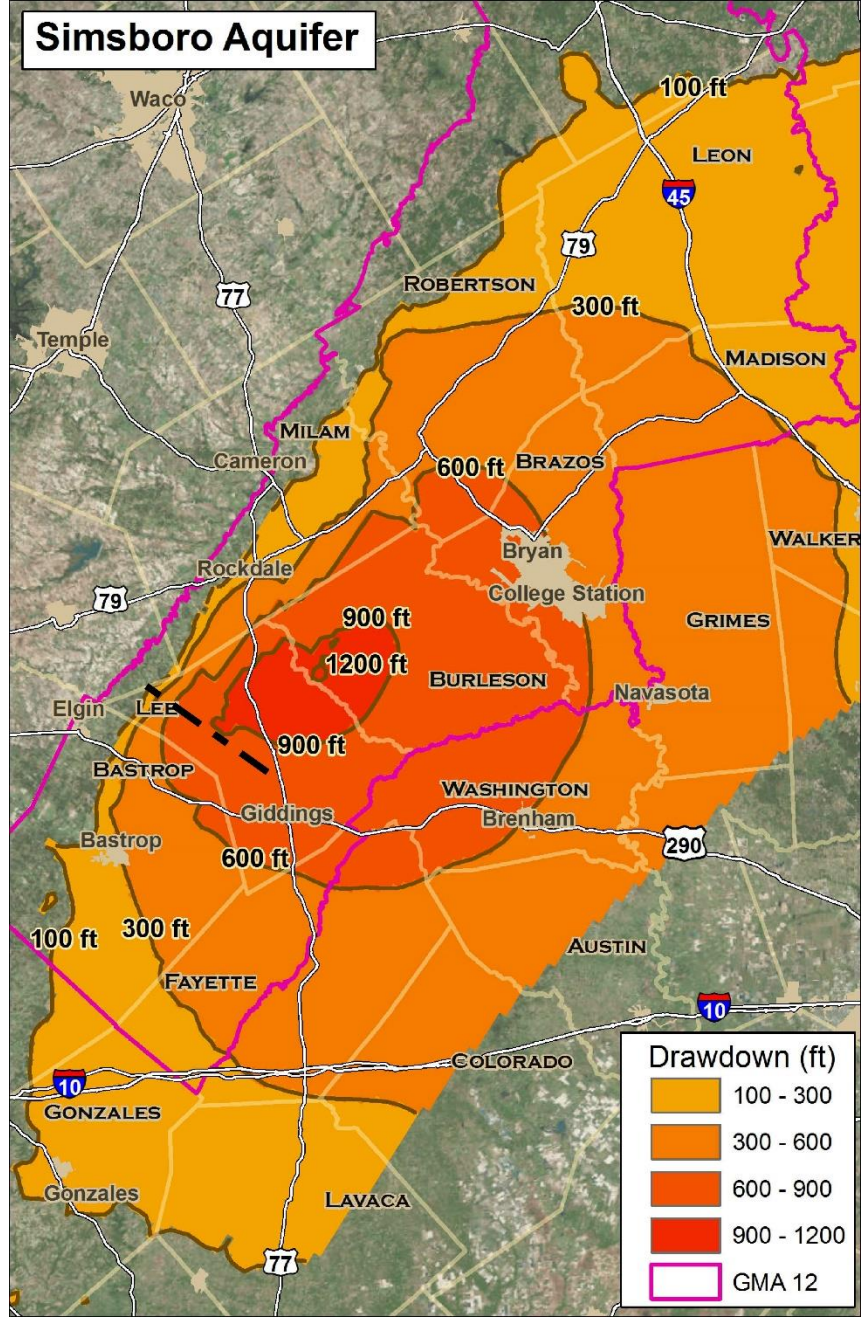 Simsboro Aquifer
Waco
100 ft
LEON
45
79
77
ROBERTSON
300 ft
Temple
MADISON
MILAM
Cameron
600 ft
BRAZOS
WALKER
Bryan
Rockdale
College Station
79
900 ft
GRIMES
1200 ft
BURLESON
Navasota
Elgin
LEE
900 ft
BASTROP
WASHINGTON
Giddings
Brenham
Bastrop
290
600 ft
100 ft
300 ft
AUSTIN
FAYETTE
10
COLORADO
10
GONZALES
Gonzales
LAVACA
77
Drawdown (ft)
100 - 300
300 - 600
600 - 900
900 - 1200
GMA 12